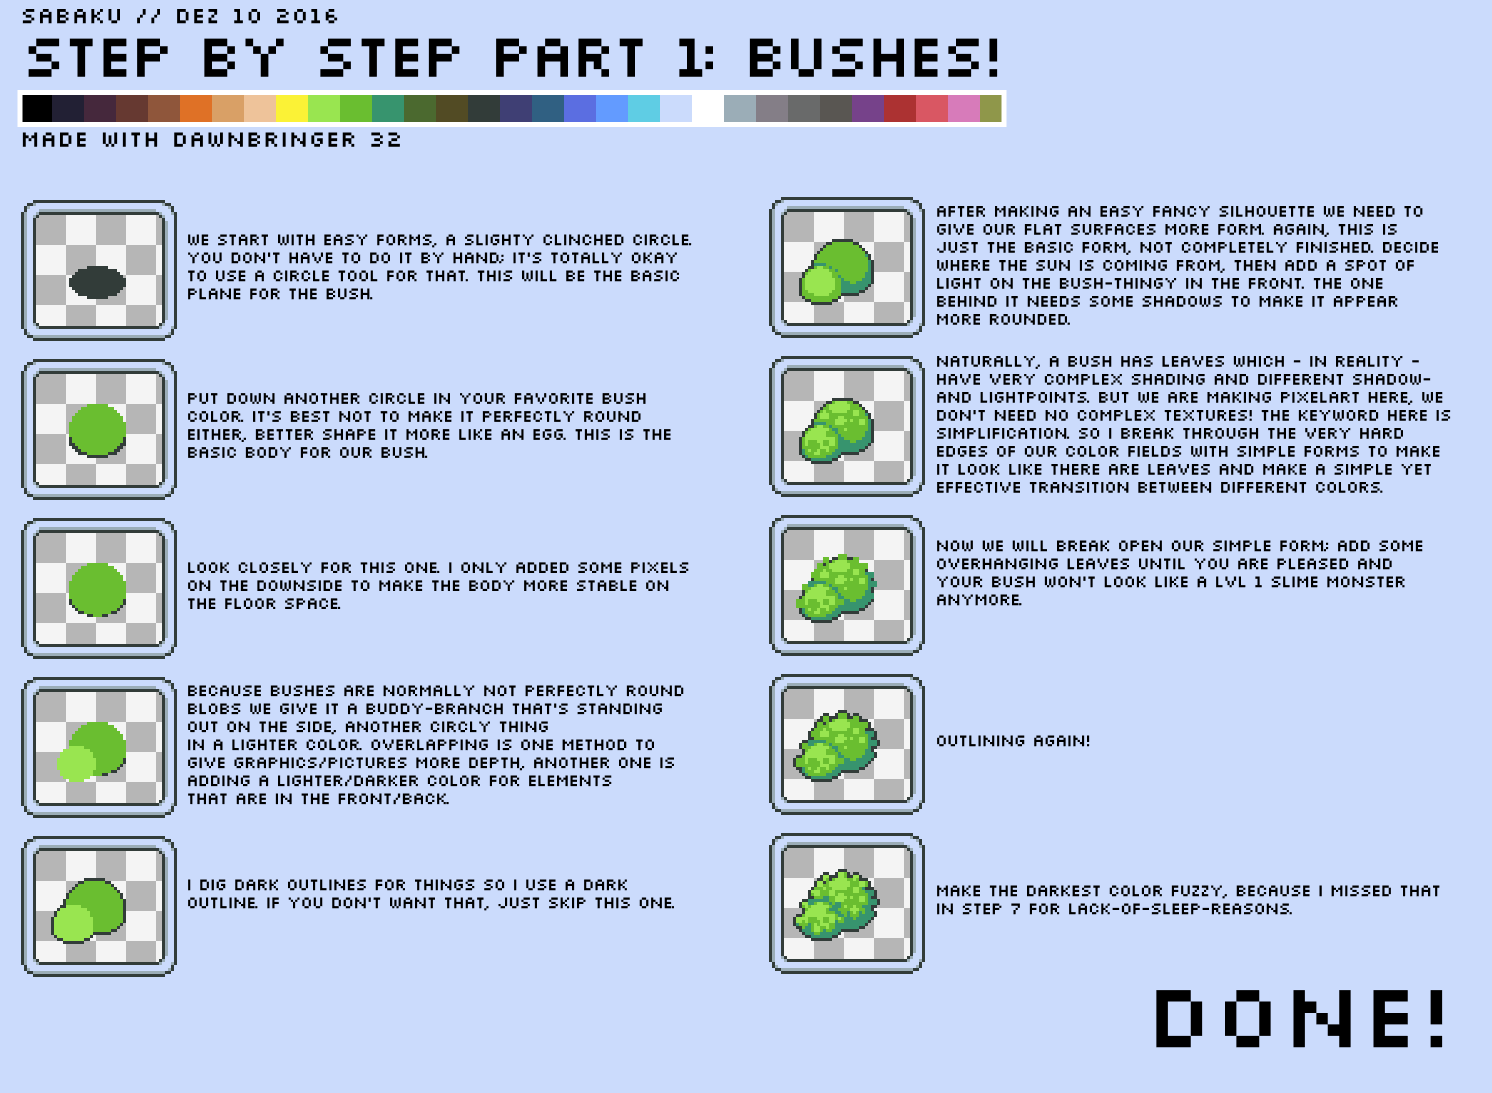 SABAKU // DEZ 10 2016
STEP BY STEP PART 1: BUSHES!
MADE WITH DAWNBRINGER 32
WE START WITH EASY FORMS, A SLIGHTY CLINCHED CIRCLE.
YOU DON'T HAVE TO DO IT BY HAND; IT'S TOTALLY OKAY
TO USE A CIRCLE TOOL FOR THAT. THIS WILL BE THE BASIC
PLANE FOR THE BUSH.
PUT DOWN ANOTHER CIRCLE IN YOUR FAVORITE BUSH
COLOR. IT'S BEST NOT TO MAKE IT PERFECTLY ROUND
EITHER, BETTER SHAPE IT MORE LIKE AN EGG. THIS IS THE
BASIC BODY FOR OUR BUSH.
LOOK CLOSELY FOR THIS ONE. I ONLY ADDED SOME PIXELS
ON THE DOWNSIDE TO MAKE THE BODY MORE STABLE ON
THE FLOOR SPACE.
BECAUSE BUSHES ARE NORMALLY NOT PERFECTLY ROUND
BLOBS WE GIVE IT A BUDDY-BRANCH THAT'S STANDING
OUT ON THE SIDE, ANOTHER CIRCLY THING
IN A LIGHTER COLOR. OVERLAPPING IS ONE METHOD TO
GIVE GRAPHICS/PICTURES MORE DEPTH, ANOTHER ONE IS
ADDING A LIGHTER/DARKER COLOR FOR ELEMENTS
THAT ARE IN THE FRONT/BACK.
I DIG DARK OUTLINES FOR THINGS SO I USE A DARK
OUTLINE. IF YOU DON'T WANT THAT, JUST SKIP THIS ONE.
AFTER MAKING AN EASY FANCY SILHOUETTE WE NEED TO
GIVE OUR FLAT SURFACES MORE FORM. AGAIN, THIS IS
JUST THE BASIC FORM, NOT COMPLETELY FINISHED. DECIDE
WHERE THE SUN IS COMING FROM, THEN ADD A SPOT OF
LIGHT ON THE BUSH-THINGY IN THE FRONT. THE ONE
BEHIND IT NEEDS SOME SHADOWS TO MAKE IT APPEAR
MORE ROUNDED.
NATURALLY, A BUSH HAS LEAVES WHICH - IN REALITY -
HAVE VERY COMPLEX SHADING AND DIFFERENT SHADOW-
AND LIGHTPOINTS. BUT WE ARE MAKING PIXELART HERE, WE
DON'T NEED NO COMPLEX TEXTURES! THE KEYWORD HERE IS
SIMPLIFICATION. SO I BREAK THROUGH THE VERY HARD
EDGES OF OUR COLOR FIELDS WITH SIMPLE FORMS TO MAKE
IT LOOK LIKE THERE ARE LEAVES AND MAKE A SIMPLE YET
EFFECTIVE TRANSITION BETWEEN DIFFERENT COLORS.
NOW WE WILL BREAK OPEN OUR SIMPLE FORM; ADD SOME
OVERHANGING LEAVES UNTIL YOU ARE PLEASED AND
YOUR BUSH WON'T LOOK LIKE A LVL 1 SLIME MONSTER
ANYMORE.
OUTLINING AGAIN!
MAKE THE DARKEST COLOR FUZZY, BECAUSE I MISSED THAT
IN STEP 7 FOR LACK-OF-SLEEP-REASONS.
DONE!